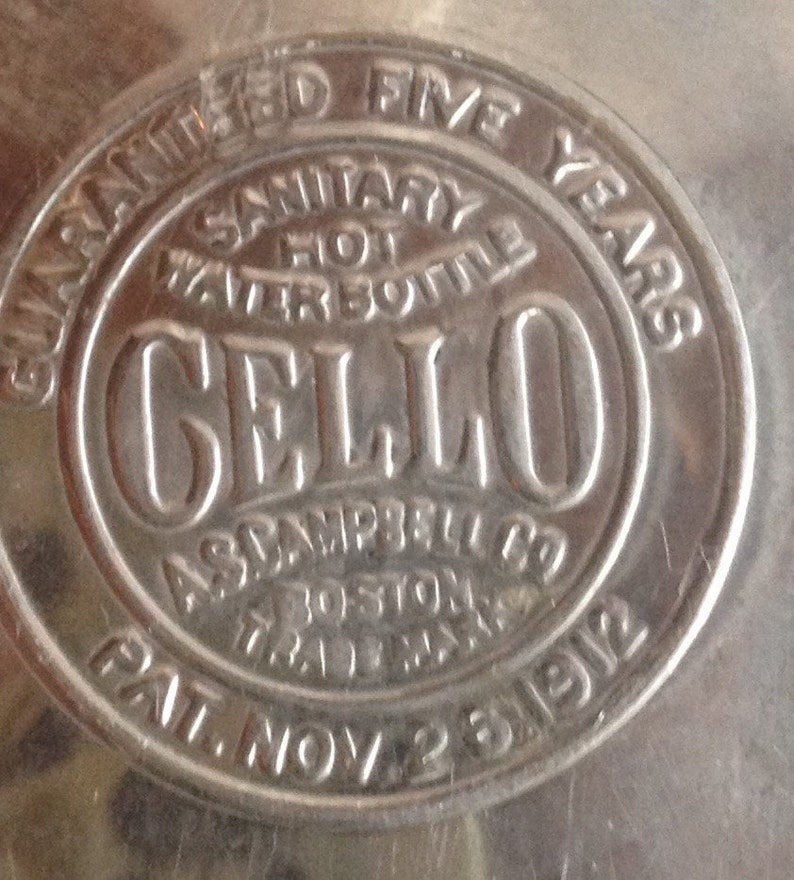 GUARANTEED FIVE YEARS
SANITARY
HOT
WATER BOTTLE
CELLO
A.S. CAMPBELL CO
BOSTON.
TRADE MARK
PAT. NOV. 26, 1912